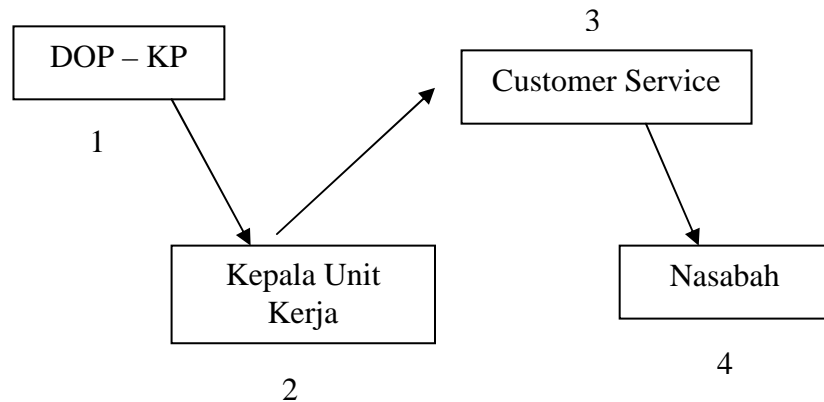 3
DOP – KP
Customer Service
1
Kepala Unit
Kerja
Nasabah
4
2